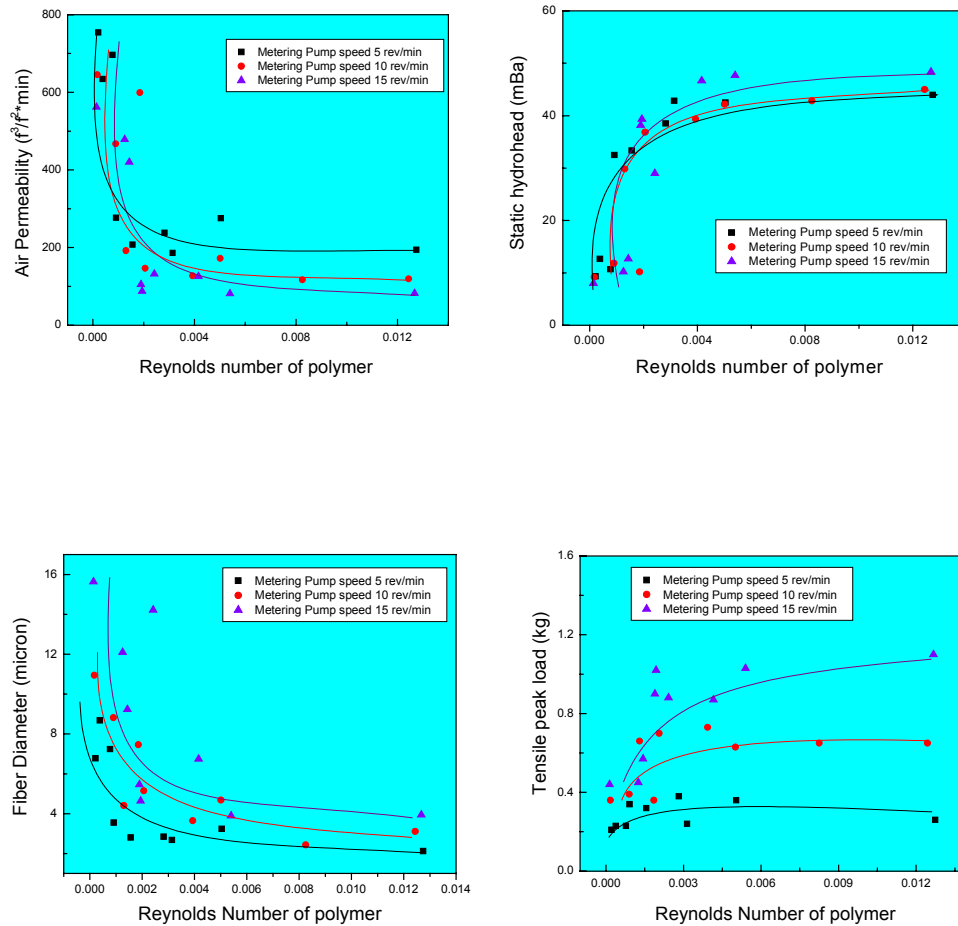 800
600
400
200
0
Air Permeability (f³/f²*min)
Metering Pump speed 5 rev/min
Metering Pump speed 10 rev/min
Metering Pump speed 15 rev/min
0.000 0.004 0.008 0.012
Reynolds number of polymer
60
40
20
0
Static hydrohead (mBa)
Metering Pump speed 5 rev/min
Metering Pump speed 10 rev/min
Metering Pump speed 15 rev/min
0.000 0.004 0.008 0.012
Reynolds number of polymer
16
12
8
4
Fiber Diameter (micron)
Metering Pump speed 5 rev/min
Metering Pump speed 10 rev/min
Metering Pump speed 15 rev/min
0.000 0.002 0.004 0.006 0.008 0.010 0.012 0.014
Reynolds Number of polymer
1.6
1.2
0.8
0.4
0.0
Tensile peak load (kg)
Metering Pump speed 5 rev/min
Metering Pump speed 10 rev/min
Metering Pump speed 15 rev/min
0.000 0.003 0.006 0.009 0.012
Reynolds Number of polymer